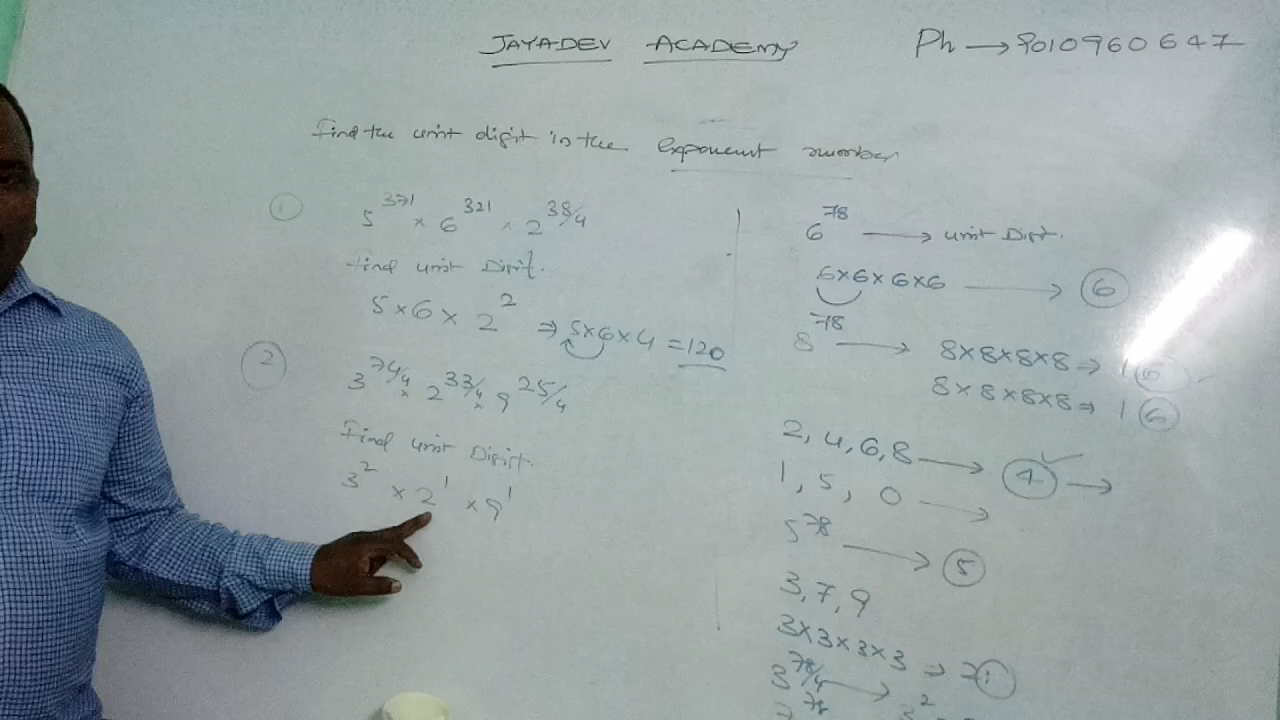 JAYADEV ACADEMY Ph → 9010960647
Find the unit digit in the Exponent number
① 5^371 × 6^321 × 2^38/4
Find unit Digit.
5×6×2^2 ⇒ 5×6×4 = 120
② 3^74/4 × 2^33/4 × 9^25/4
Find unit Digit.
3^2 × 2^1 × 9^1
6^78 → unit Digt.
6×6×6×6 → 6
8^78 → 8×8×8×8 ⇒ 16
8×8×8×8 ⇒ 16
2, 4, 6, 8 → 4 →
1, 5, 0 →
5^78 → 5
3, 7, 9
3×3×3×3 ⇒
3^78/4 → 3^2